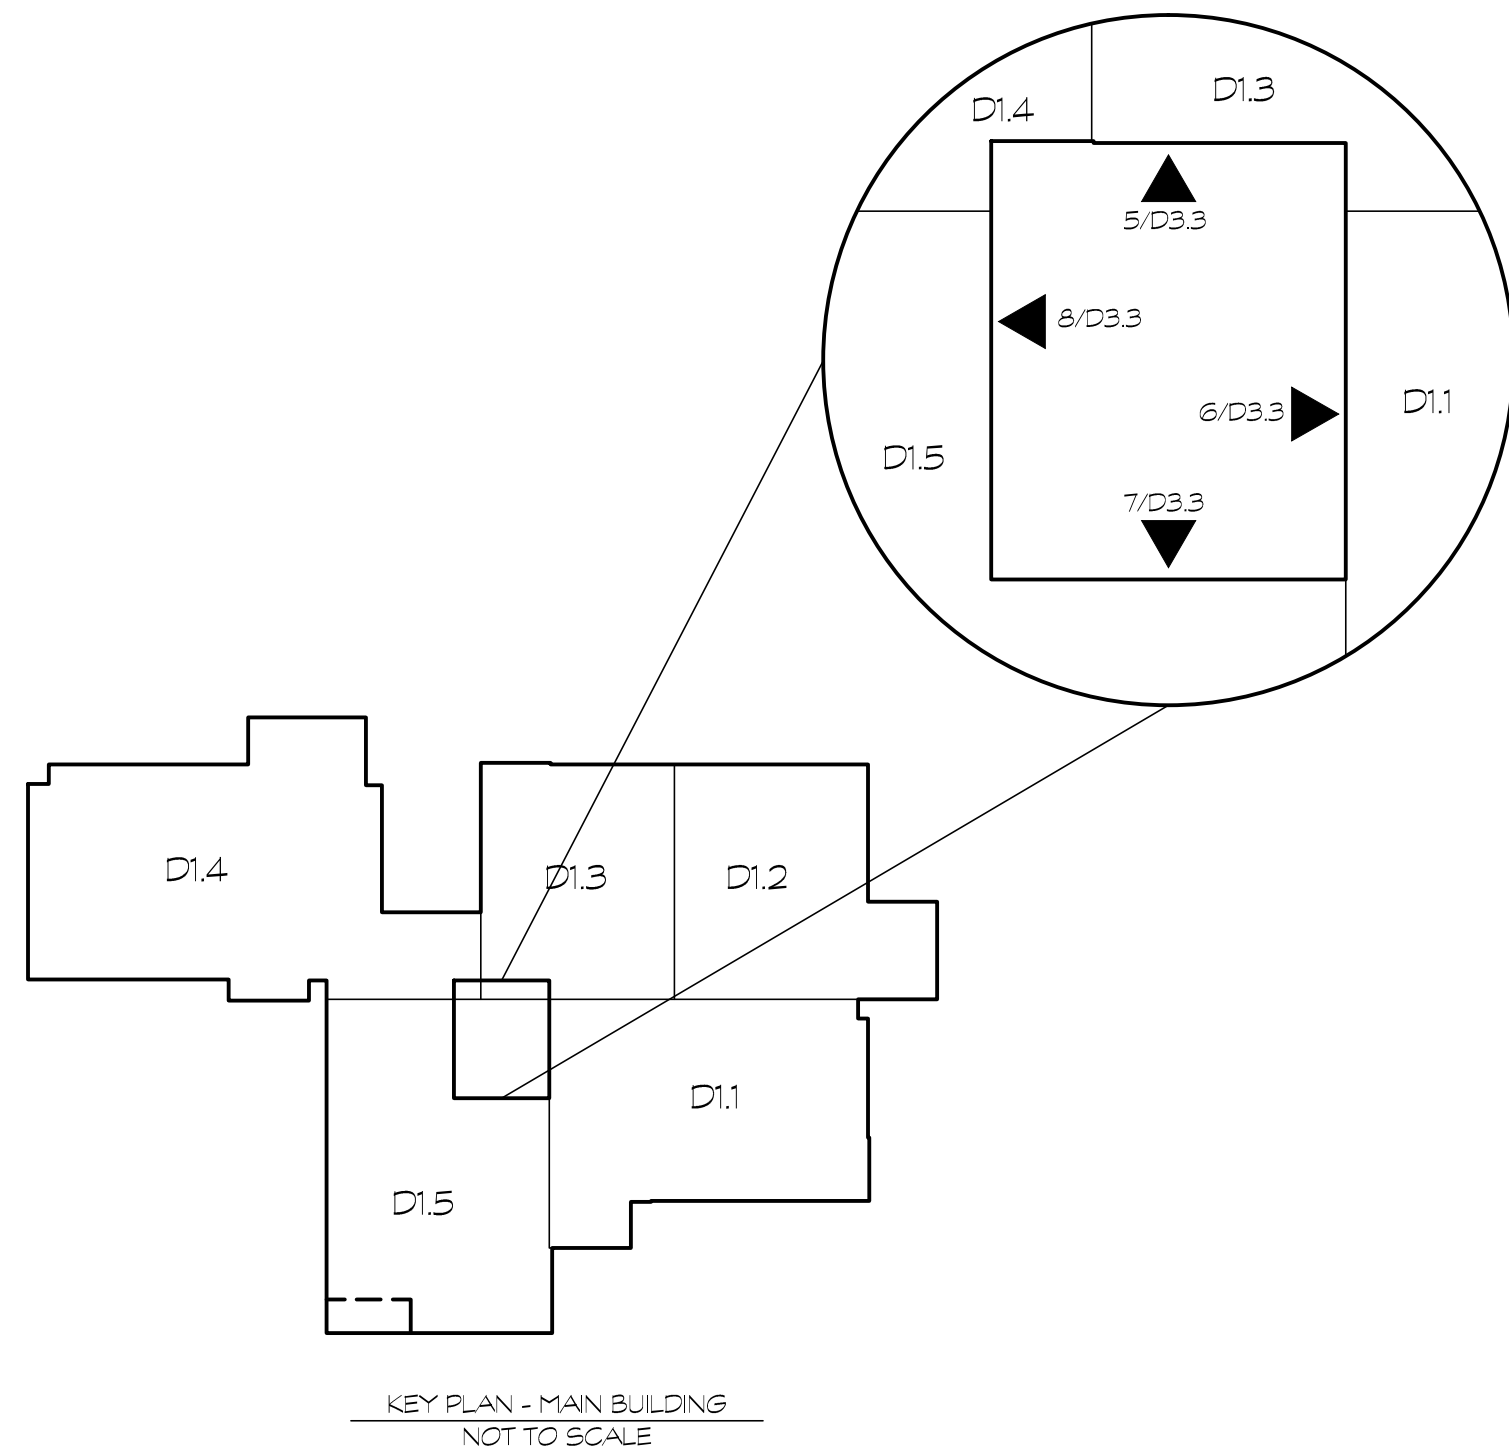 D1.3
D1.4
5/D3.3
8/D3.3
D1.1
6/D3.3
D1.5
7/D3.3
D1.4
D1.3
D1.2
D1.1
D1.5
KEY PLAN - MAIN BUILDING
NOT TO SCALE